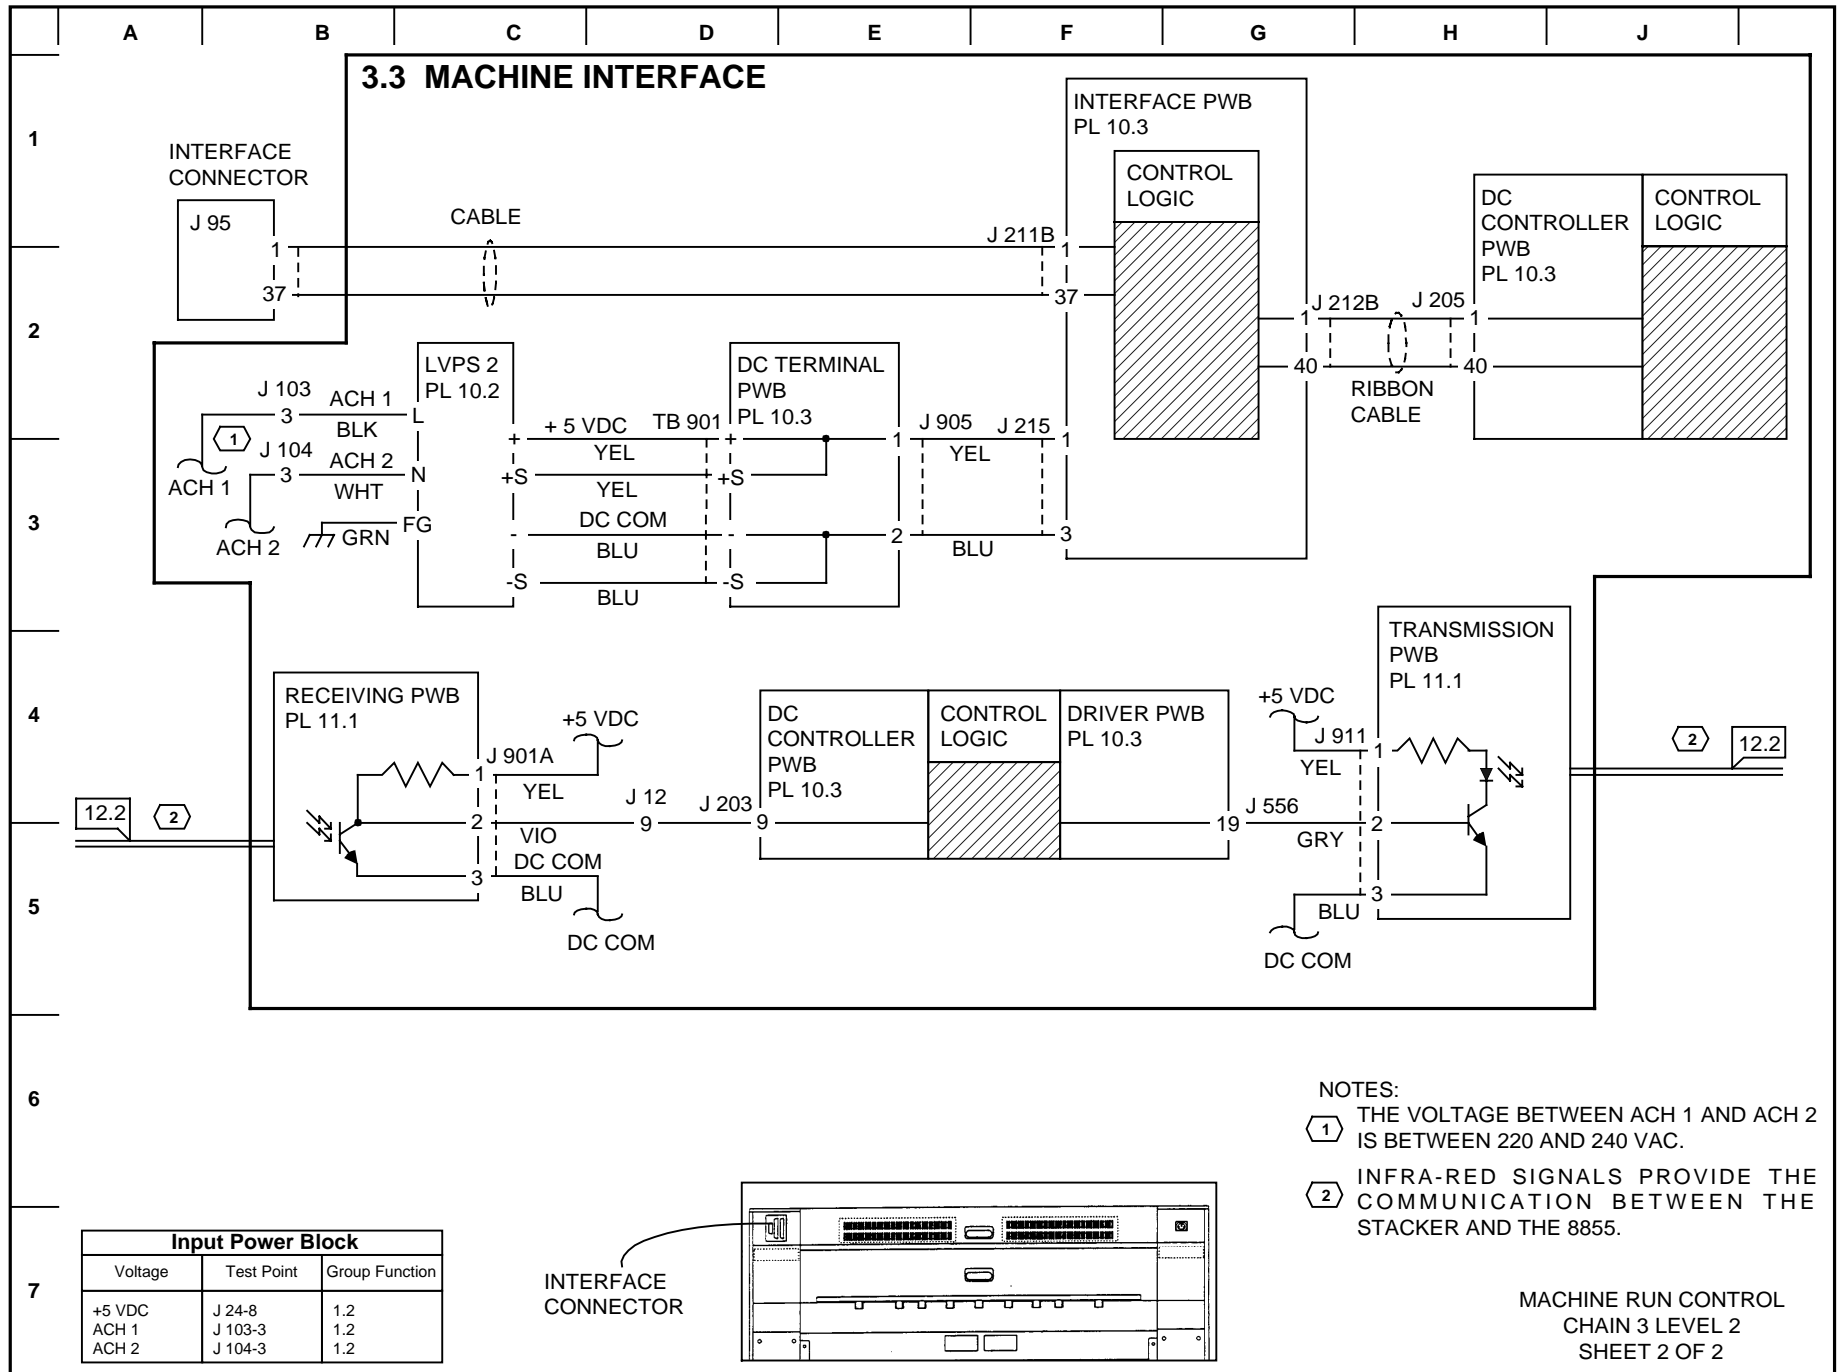 A B C D E F G H J
3.3 MACHINE INTERFACE
1
2
3
4
5
6
7
INTERFACE
CONNECTOR
J 95
1
37
CABLE
J 211B
1
37
INTERFACE PWB
PL 10.3
CONTROL
LOGIC
1
40
J 212B
J 205
RIBBON
CABLE
1
40
DC
CONTROLLER
PWB
PL 10.3
CONTROL
LOGIC
J 103
3
ACH 1
BLK
L
1
J 104
3
ACH 2
WHT
N
ACH 1
ACH 2
GRN
FG
LVPS 2
PL 10.2
+
+S
-
-S
+ 5 VDC
YEL
YEL
DC COM
BLU
BLU
TB 901
+
+S
-
-S
DC TERMINAL
PWB
PL 10.3
1
2
J 905
YEL
BLU
J 215
1
3
RECEIVING PWB
PL 11.1
12.2
2
1
2
3
J 901A
YEL
+5 VDC
VIO
DC COM
BLU
DC COM
J 12
9
J 203
9
DC
CONTROLLER
PWB
PL 10.3
CONTROL
LOGIC
DRIVER PWB
PL 10.3
19
J 556
GRY
+5 VDC
J 911
YEL
1
2
3
BLU
DC COM
TRANSMISSION
PWB
PL 11.1
2
12.2
NOTES:
1
THE VOLTAGE BETWEEN ACH 1 AND ACH 2
IS BETWEEN 220 AND 240 VAC.
2
INFRA-RED SIGNALS PROVIDE THE
COMMUNICATION BETWEEN THE
STACKER AND THE 8855.
Input Power Block
Voltage Test Point Group Function
+5 VDC J 24-8 1.2
ACH 1 J 103-3 1.2
ACH 2 J 104-3 1.2
INTERFACE
CONNECTOR
MACHINE RUN CONTROL
CHAIN 3 LEVEL 2
SHEET 2 OF 2